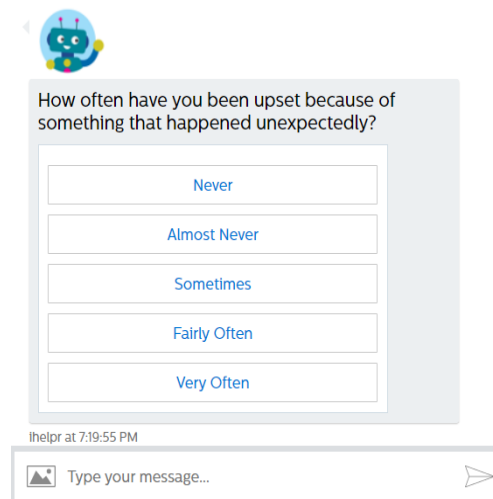 How often have you been upset because of
something that happened unexpectedly?
Never
Almost Never
Sometimes
Fairly Often
Very Often
ihelpr at 7:19:55 PM
Type your message...